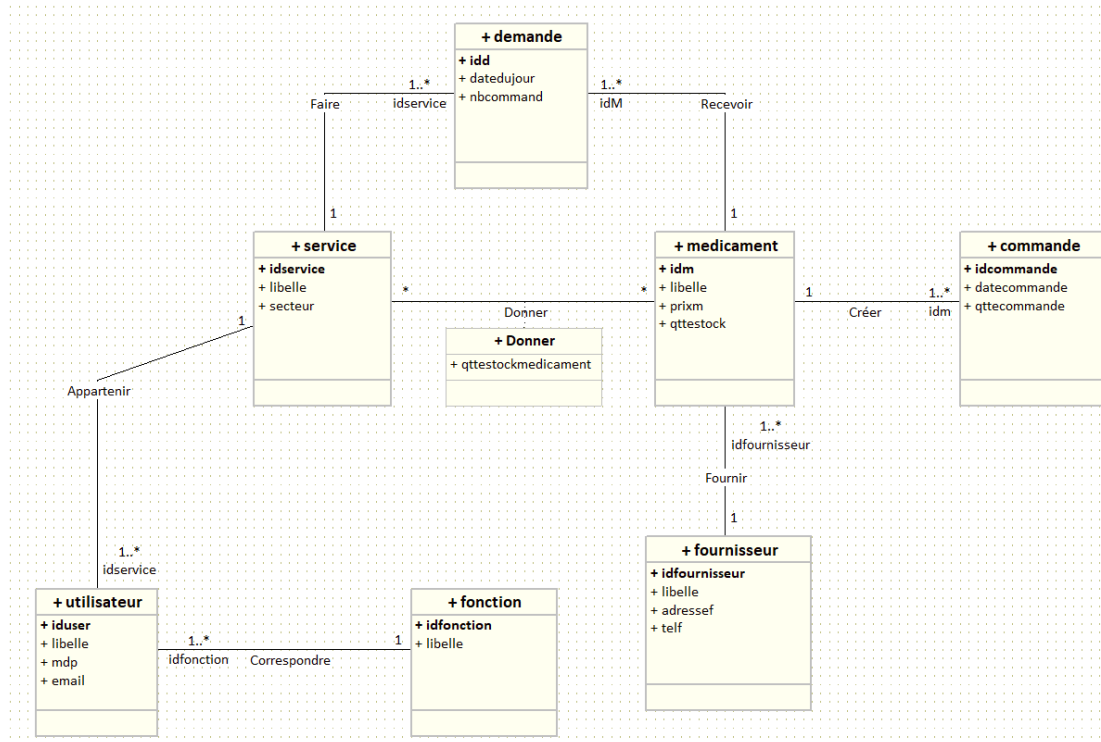 + demande
+ idd
+ datedujour
+ nbcommand
1..*
idservice
Faire
1
1..*
idM
Recevoir
1
+ service
+ idservice
+ libelle
+ secteur
*
*
Donner
+ Donner
+ qttestockmedicament
+ medicament
+ idm
+ libelle
+ prixm
+ qttestock
1
Créer
1..*
idm
+ commande
+ idcommande
+ datecommande
+ qttecommande
1
Appartenir
1..*
idservice
1..*
idfournisseur
Fournir
1
+ fournisseur
+ idfournisseur
+ libelle
+ adressef
+ telf
+ utilisateur
+ iduser
+ libelle
+ mdp
+ email
1..*
idfonction
Correspondre
1
+ fonction
+ idfonction
+ libelle